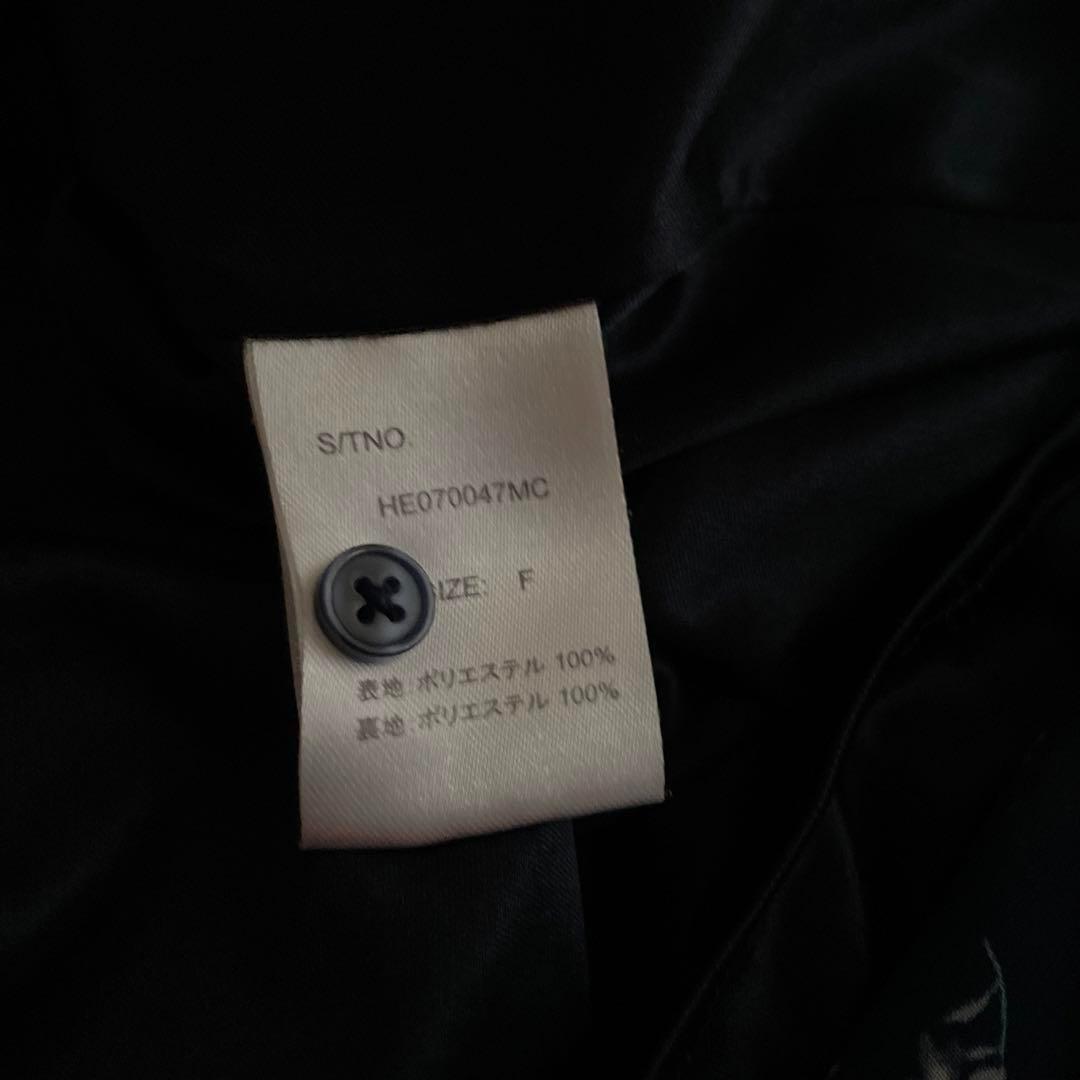 S/TNO.
HE070047MC
SIZE: F
表地:ポリエステル 100%
裏地:ポリエステル 100%